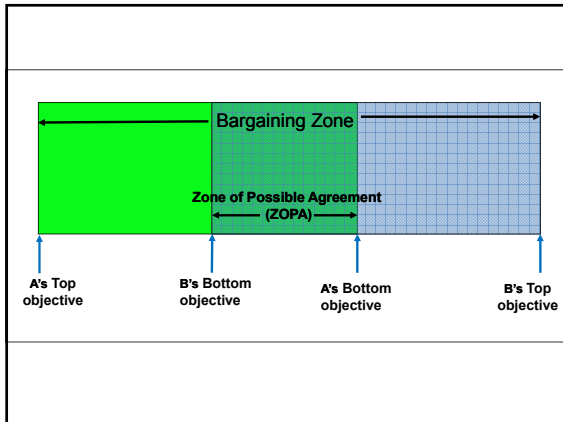 Bargaining Zone
Zone of Possible Agreement
(ZOPA)
A's Top
objective
B's Bottom
objective
A's Bottom
objective
B's Top
objective